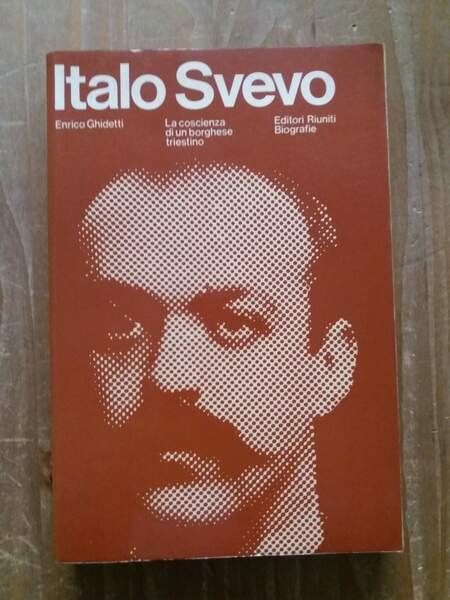 Italo Svevo
Enrico Ghidetti
La coscienza
di un borghese
triestino
Editori Riuniti
Biografie